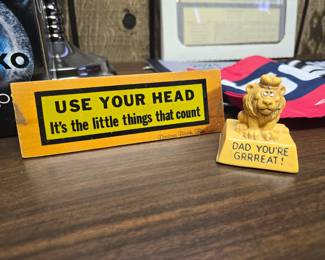 USE YOUR HEAD
It's the little things that count
DAD YOU'RE
GRRREAT!